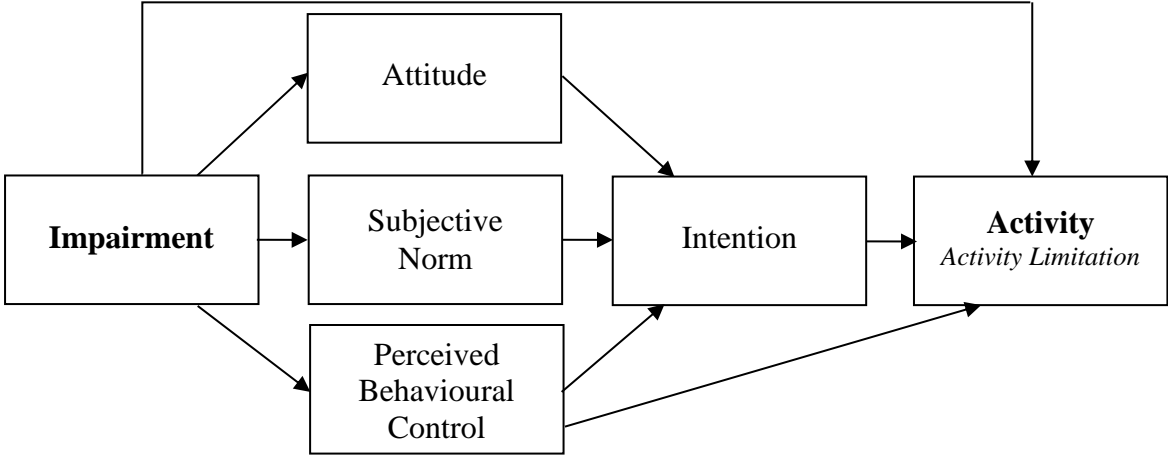 Attitude
Impairment
Subjective
Norm
Intention
Activity
Activity Limitation
Perceived
Behavioural
Control